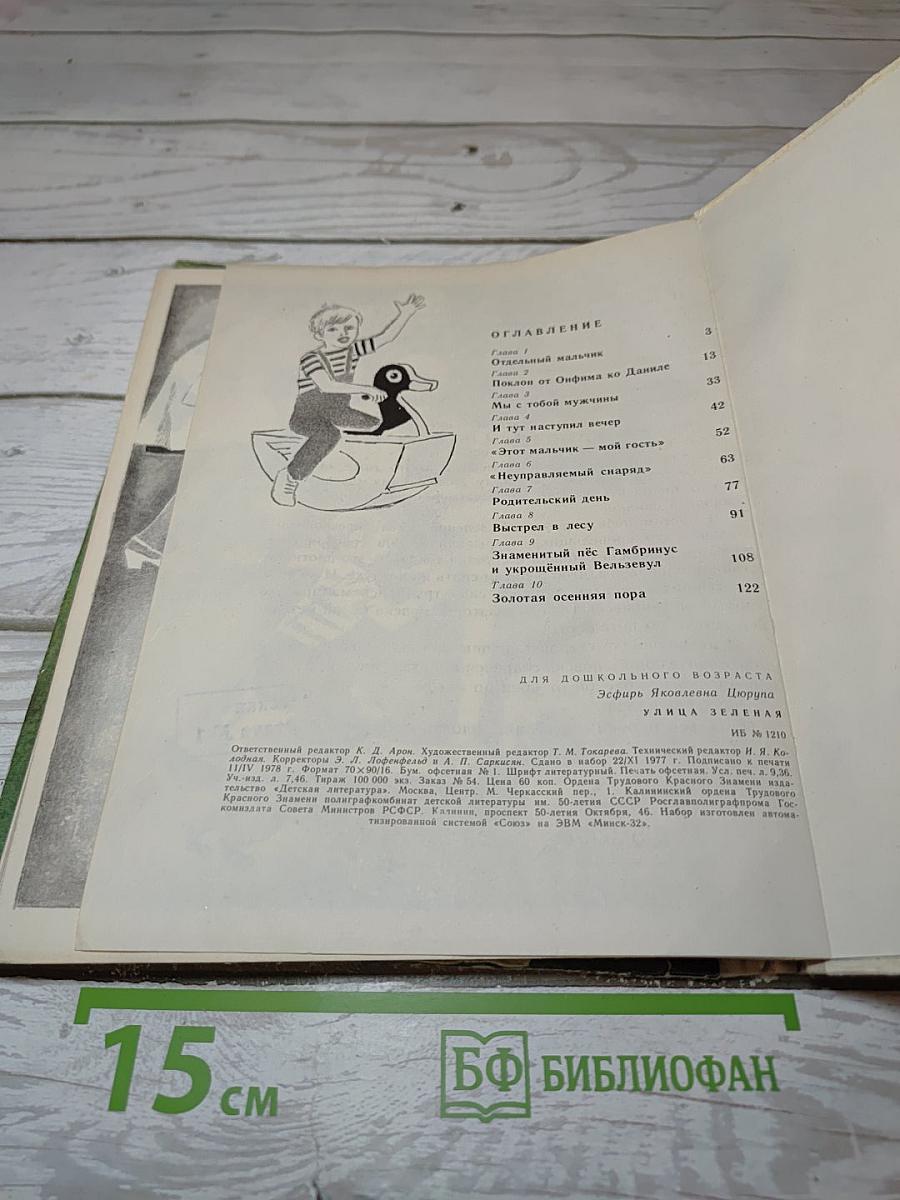 ОГЛАВЛЕНИЕ
Глава 1
Отдельный мальчик 3
Глава 2
Поклон от Онфима ко Даниле 13
Глава 3
Мы с тобой мужчины 33
Глава 4
И тут наступил вечер 42
Глава 5
«Этот мальчик — мой гость» 52
Глава 6
«Неуправляемый снаряд» 63
Глава 7
Родительский день 77
Глава 8
Выстрел в лесу 91
Глава 9
Знаменитый пёс Гамбринус
и укрощённый Вельзевул 108
Глава 10
Золотая осенняя пора 122
ДЛЯ ДОШКОЛЬНОГО ВОЗРАСТА
Эсфирь Яковлевна Цюрупа
УЛИЦА ЗЕЛЕНАЯ
ИБ № 1210
Ответственный редактор К. Д. Арон. Художественный редактор Т. М. Токарева. Технический редактор И. Я. Ко-
лодная. Корректоры Э. Л. Лофенфельд и А. П. Саркисян. Сдано в набор 22/XI 1977 г. Подписано к печати
11/IV 1978 г. Формат 70×90/16. Бум. офсетная № 1. Шрифт литературный. Печать офсетная. Усл. печ. л. 9,36.
Уч.-изд. л. 7,46. Тираж 100 000 экз. Заказ № 54. Цена 60 коп. Ордена Трудового Красного Знамени изда-
тельство «Детская литература». Москва, Центр, М. Черкасский пер., 1. Калининский ордена Трудового
Красного Знамени полиграфкомбинат детской литературы им. 50-летия СССР Росглавполиграфпрома Гос-
комиздата Совета Министров РСФСР. Калинин, проспект 50-летия Октября, 46. Набор изготовлен автома-
тизированной системой «Союз» на ЭВМ «Минск-32».
15 см
БФ БИБЛИОФАН